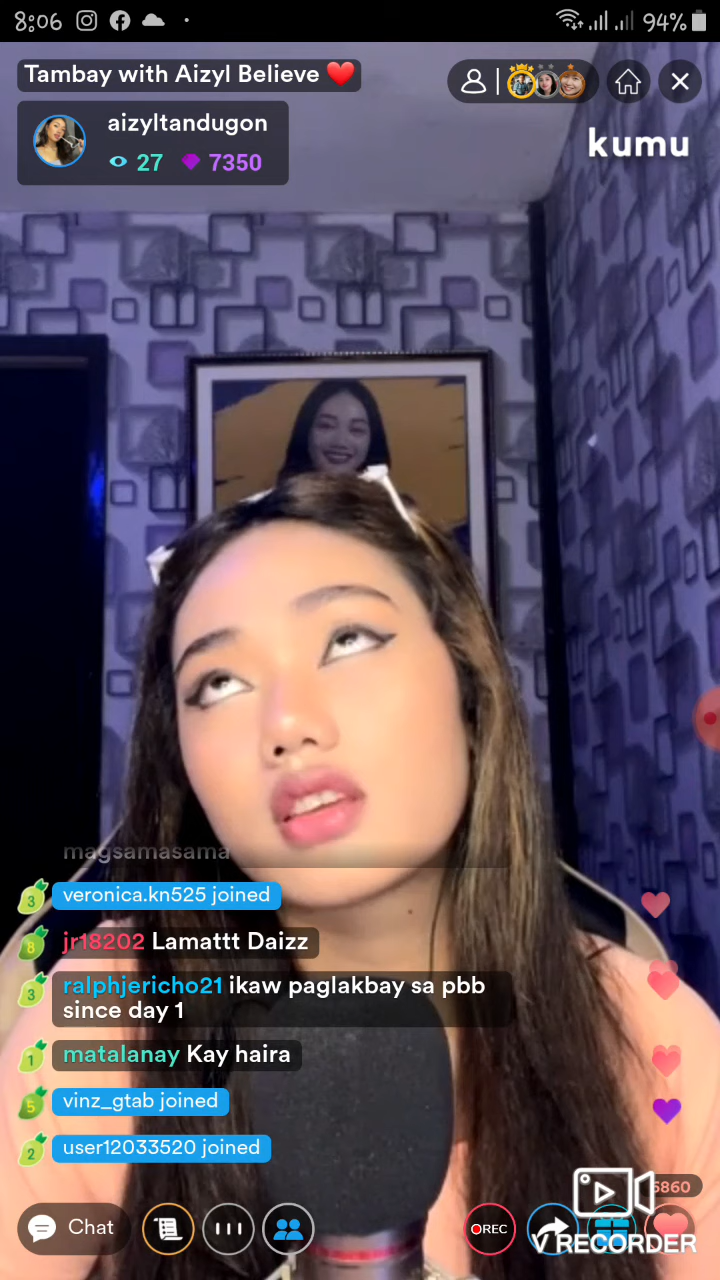 8:06
94%
Tambay with Aizyl Believe ❤️
aizyltandugon
27 7350
kumu
magsamasama
3 veronica.kn525 joined
8 jr18202 Lamattt Daizz
3 ralphjericho21 ikaw paglakbay sa pbb
since day 1
1 matalanay Kay haira
5 vinz_gtab joined
2 user12033520 joined
5860
Chat
REC
V RECORDER